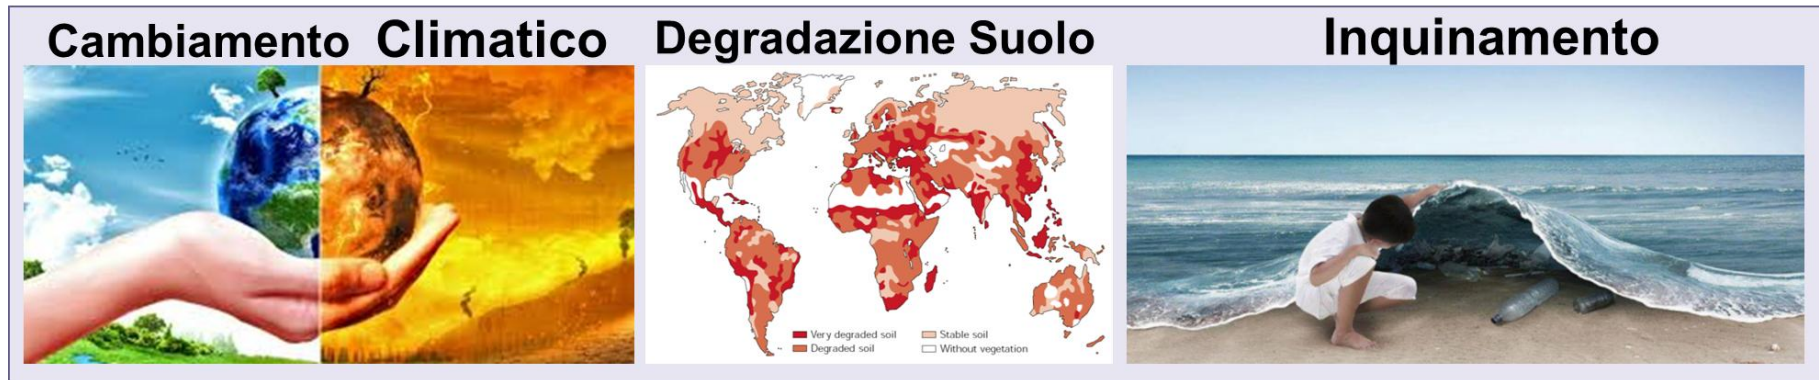 Cambiamento Climatico
Degradazione Suolo
Inquinamento
Very degraded soil
Degraded soil
Stable soil
Without vegetation